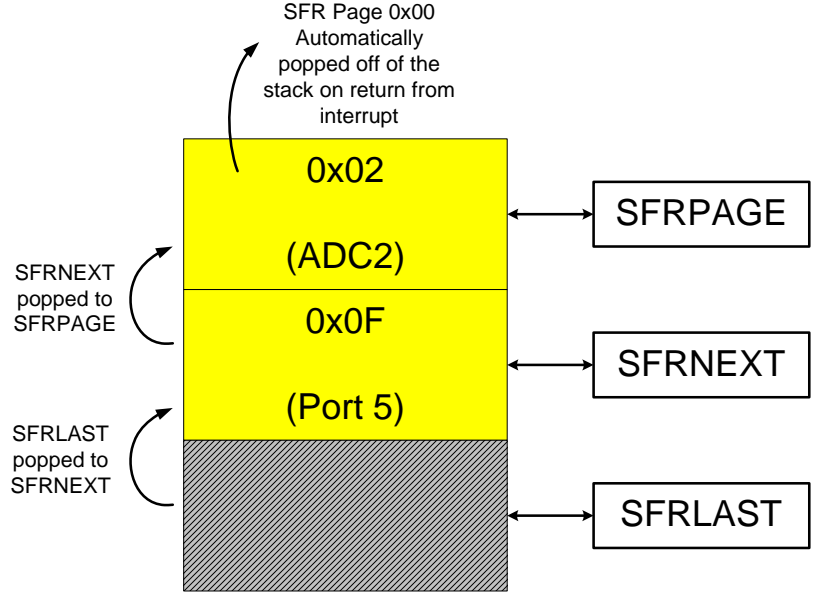 SFR Page 0x00
Automatically
popped off of the
stack on return from
interrupt
0x02
(ADC2)
SFRPAGE
SFRNEXT
popped to
SFRPAGE
0x0F
(Port 5)
SFRNEXT
SFRLAST
popped to
SFRNEXT
SFRLAST